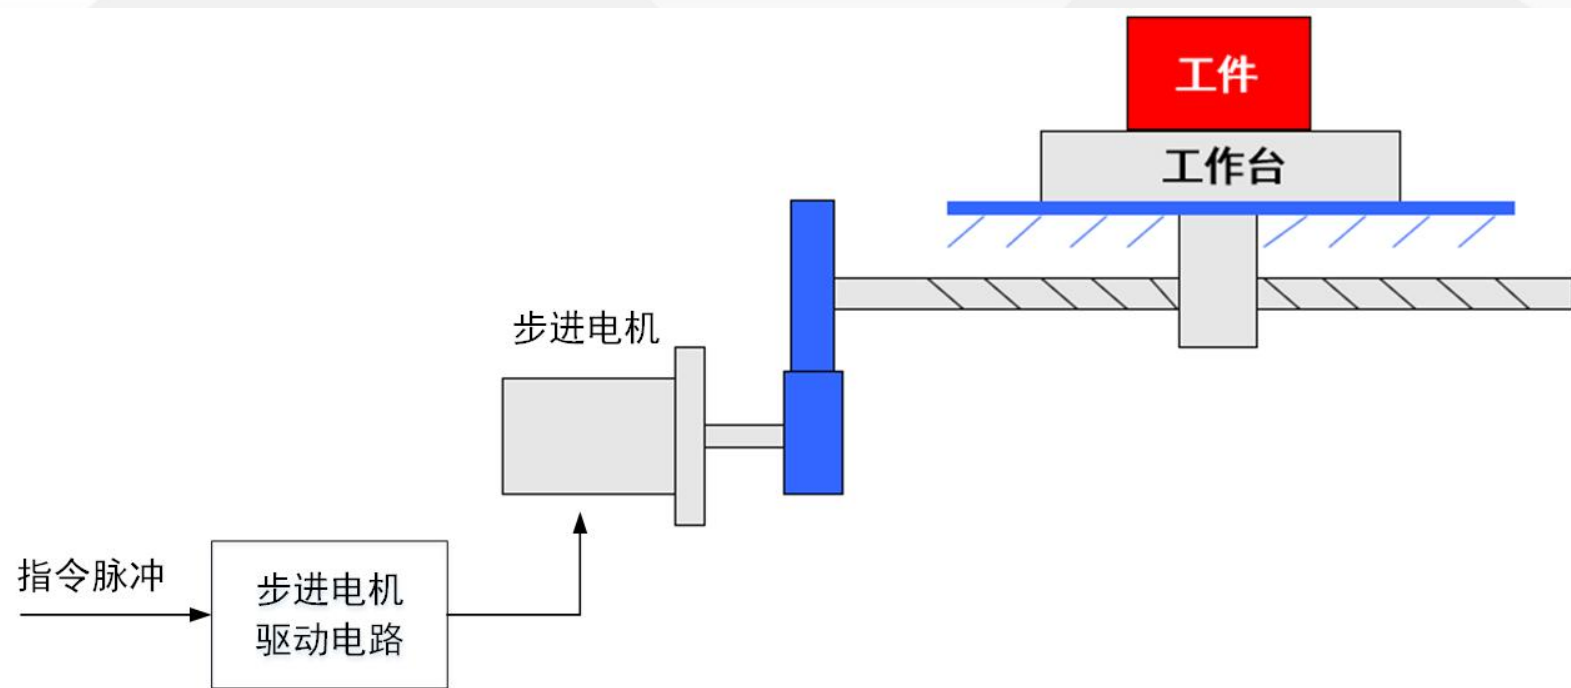 工件
工作台
步进电机
指令脉冲
步进电机
驱动电路